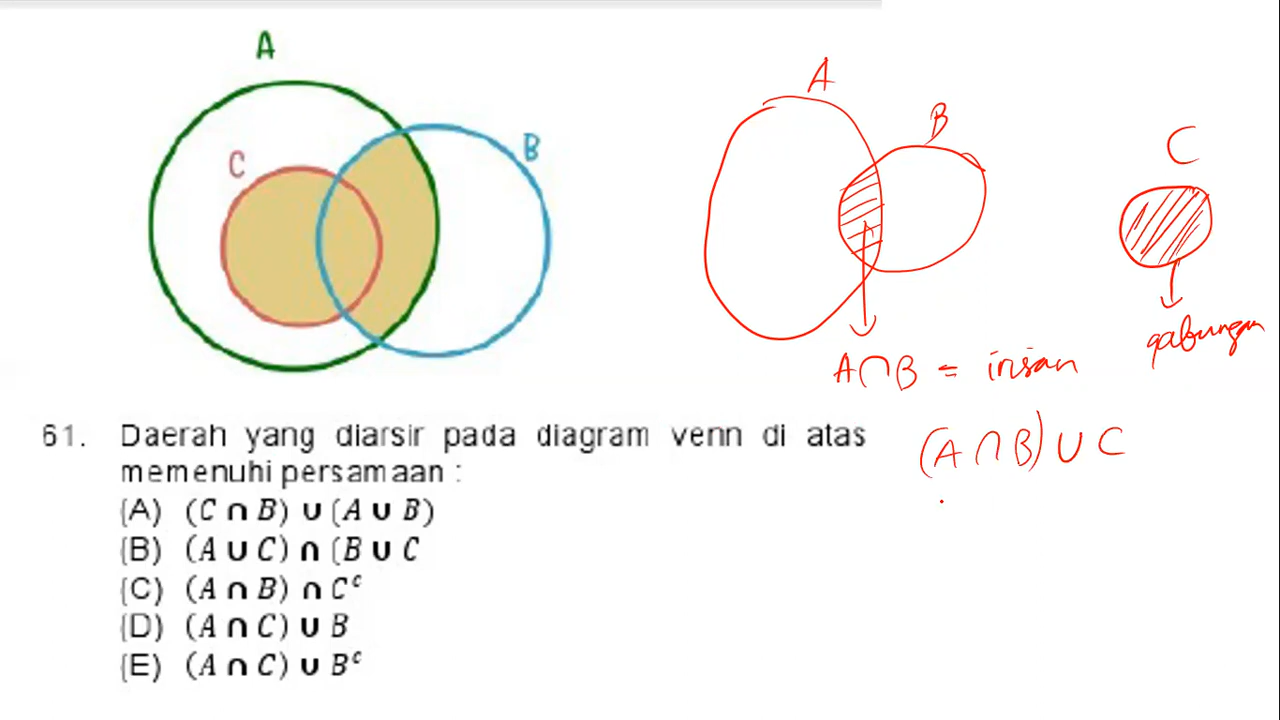 A
B
C
A
B
C
gabungan
A∩B = irisan
(A∩B)∪C
61. Daerah yang diarsir pada diagram venn di atas
memenuhi persamaan :
(A) (C ∩ B) ∪ (A ∪ B)
(B) (A ∪ C) ∩ (B ∪ C
(C) (A ∩ B) ∩ Cᶜ
(D) (A ∩ C) ∪ B
(E) (A ∩ C) ∪ Bᶜ